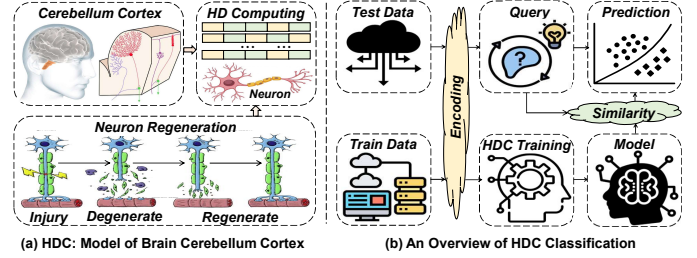 Cerebellum Cortex
HD Computing
... ...
Neuron
Neuron Regeneration
Injury
Degenerate
Regenerate
(a) HDC: Model of Brain Cerebellum Cortex
Test Data
Encoding
Query
?
Prediction
Similarity
Train Data
HDC Training
Model
(b) An Overview of HDC Classification